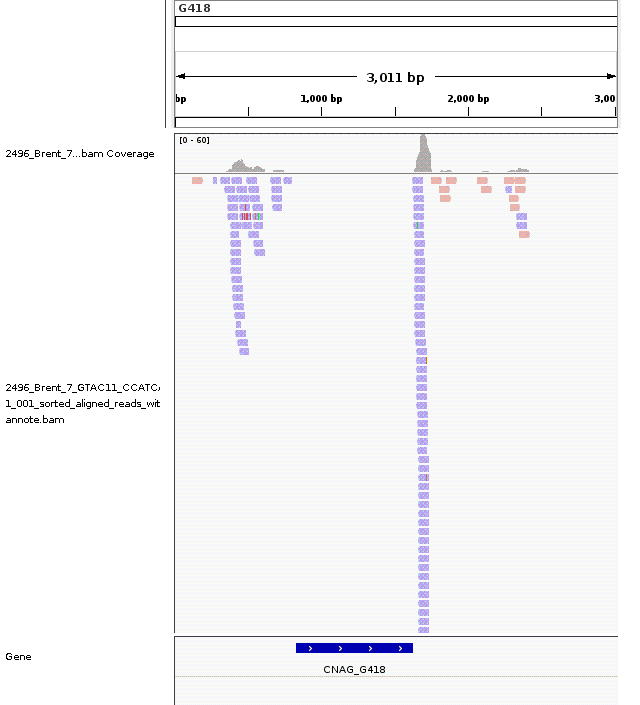 G418
3,011 bp
bp 1,000 bp 2,000 bp 3,00
[0 - 60]
2496_Brent_7...bam Coverage
2496_Brent_7_GTAC11_CCATC
1_001_sorted_aligned_reads_wit
annote.bam
Gene
CNAG_G418